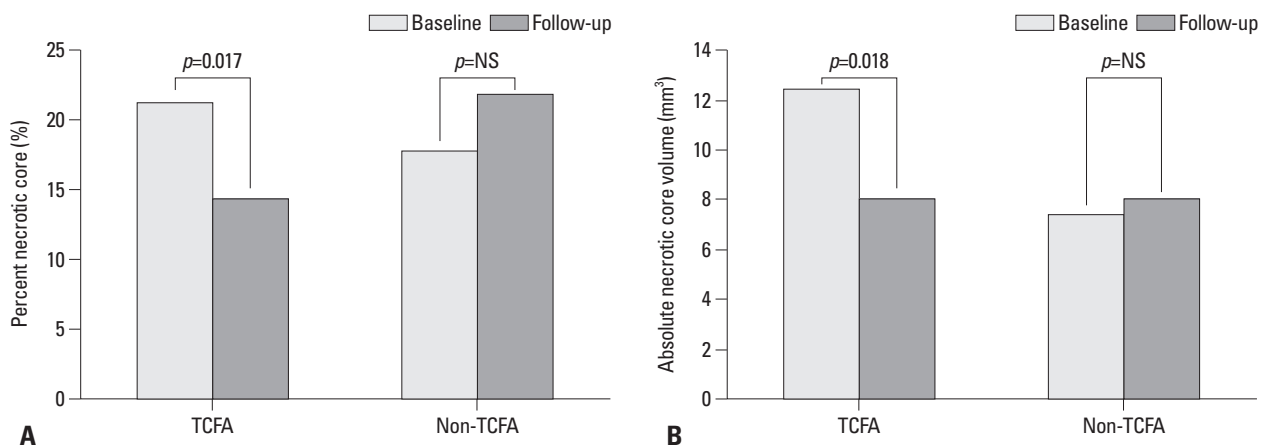 Baseline Follow-up
Percent necrotic core (%)
25
20
15
10
5
0
p=0.017
p=NS
TCFA
Non-TCFA
A
Baseline Follow-up
Absolute necrotic core volume (mm³)
14
12
10
8
6
4
2
0
p=0.018
p=NS
TCFA
Non-TCFA
B